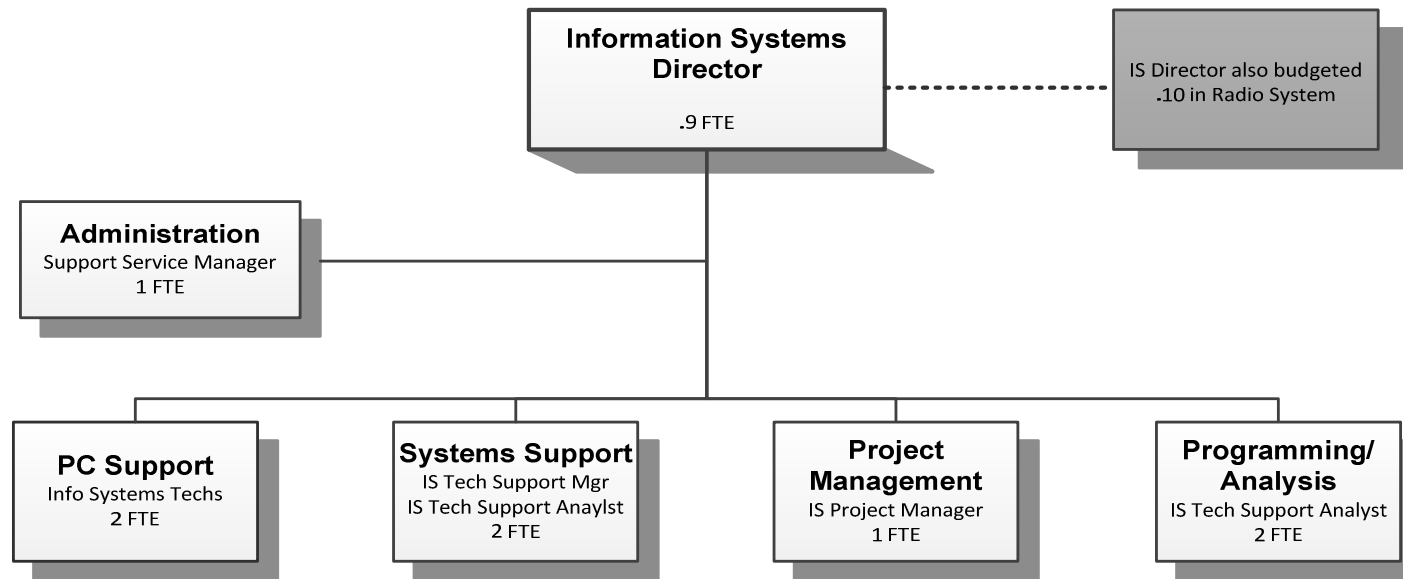 Information Systems
Director
.9 FTE
IS Director also budgeted
.10 in Radio System
Administration
Support Service Manager
1 FTE
PC Support
Info Systems Techs
2 FTE
Systems Support
IS Tech Support Mgr
IS Tech Support Anaylst
2 FTE
Project
Management
IS Project Manager
1 FTE
Programming/
Analysis
IS Tech Support Analyst
2 FTE